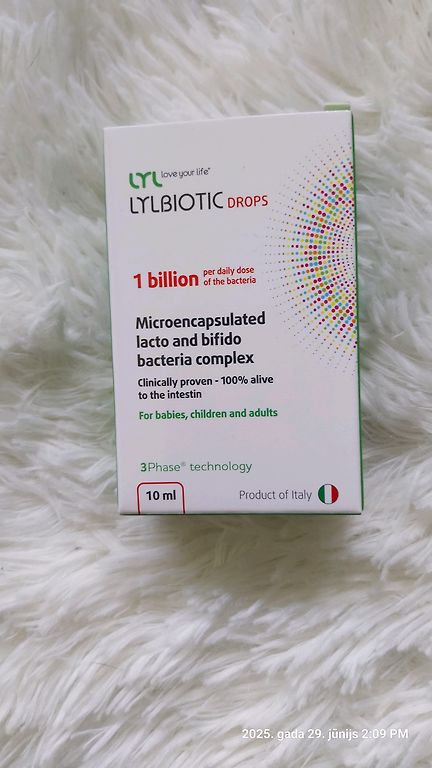 LYL love your life®
LYLBIOTIC DROPS
1 billion per daily dose
of the bacteria
Microencapsulated
lacto and bifido
bacteria complex
Clinically proven - 100% alive
to the intestin
For babies, children and adults
3Phase® technology
10 ml
Product of Italy
2025. gada 29. jūnijs 2:09 PM